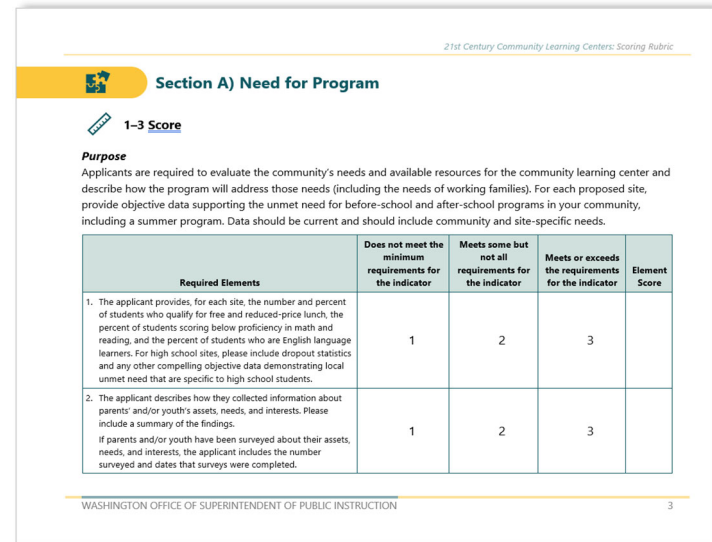 21st Century Community Learning Centers: Scoring Rubric
Section A) Need for Program
1–3 Score
Purpose
Applicants are required to evaluate the community's needs and available resources for the community learning center and
describe how the program will address those needs (including the needs of working families). For each proposed site,
provide objective data supporting the unmet need for before-school and after-school programs in your community,
including a summer program. Data should be current and should include community and site-specific needs.
Required Elements
Does not meet the
minimum
requirements for
the indicator
Meets some but
not all
requirements for
the indicator
Meets or exceeds
the requirements
for the indicator
Element
Score
1. The applicant provides, for each site, the number and percent
of students who qualify for free and reduced-price lunch, the
percent of students scoring below proficiency in math and
reading, and the percent of students who are English language
learners. For high school sites, please include dropout statistics
and any other compelling objective data demonstrating local
unmet need that are specific to high school students.
1
2
3
2. The applicant describes how they collected information about
parents' and/or youth's assets, needs, and interests. Please
include a summary of the findings.
If parents and/or youth have been surveyed about their assets,
needs, and interests, the applicant includes the number
surveyed and dates that surveys were completed.
1
2
3
WASHINGTON OFFICE OF SUPERINTENDENT OF PUBLIC INSTRUCTION
3